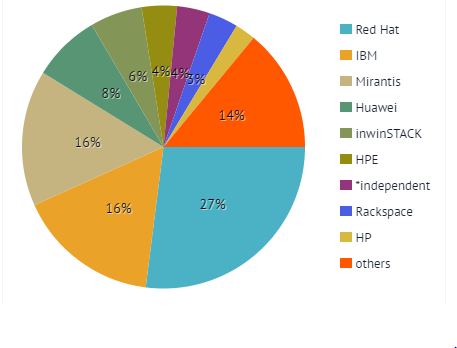 4%
4%
3%
6%
8%
14%
16%
27%
16%
Red Hat
IBM
Mirantis
Huawei
inwinSTACK
HPE
*independent
Rackspace
HP
others